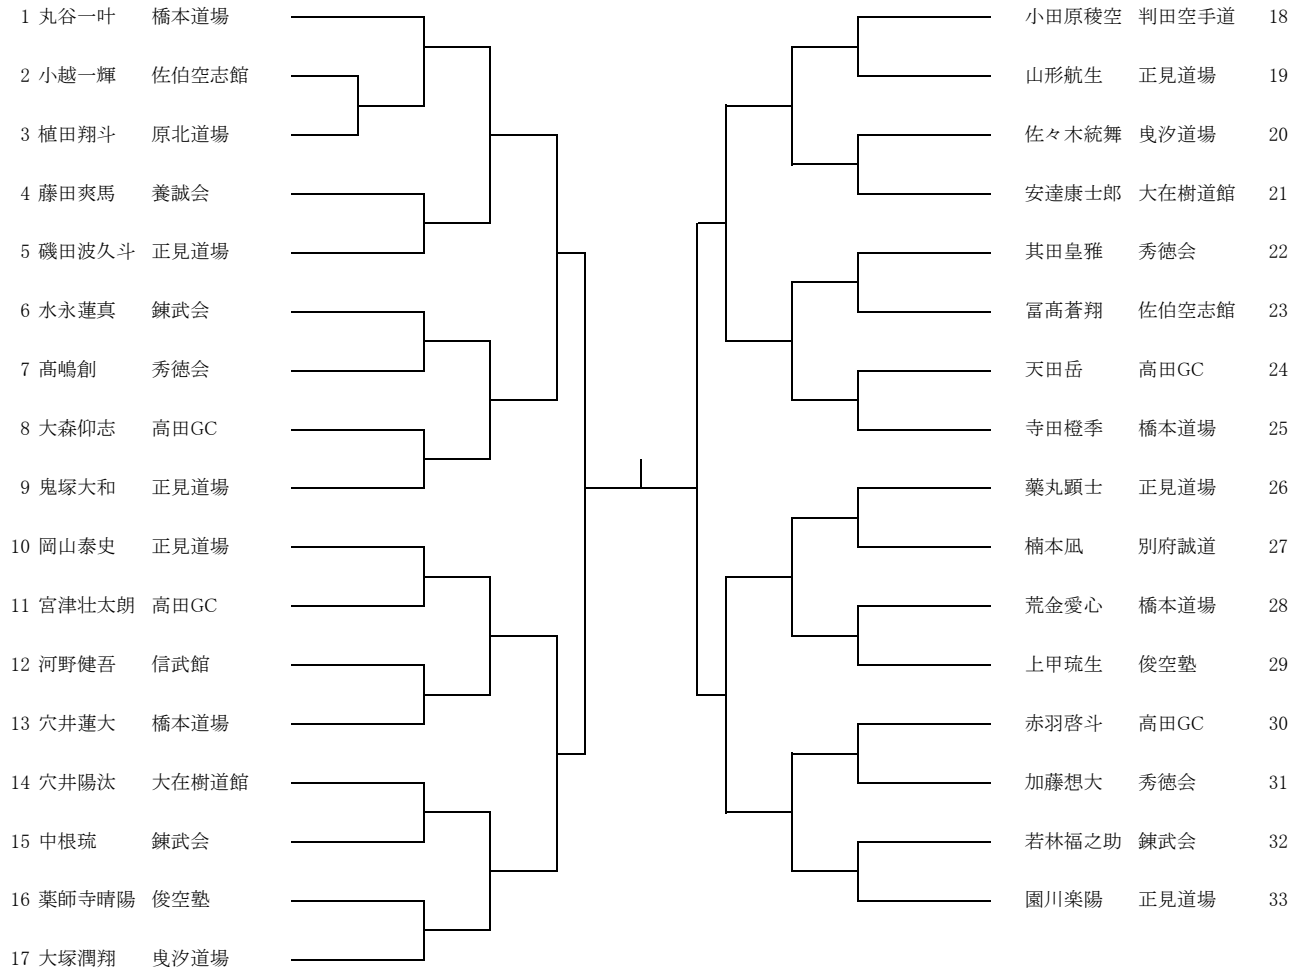 1 丸谷一叶 橋本道場
2 小越一輝 佐伯空志館
3 植田翔斗 原北道場
4 藤田爽馬 養誠会
5 磯田波久斗 正見道場
6 水永蓮真 錬武会
7 髙嶋創 秀徳会
8 大森仰志 高田GC
9 鬼塚大和 正見道場
10 岡山泰史 正見道場
11 宮津壮太朗 高田GC
12 河野健吾 信武館
13 穴井蓮大 橋本道場
14 穴井陽汰 大在樹道館
15 中根琉 錬武会
16 薬師寺晴陽 俊空塾
17 大塚潤翔 曳汐道場
小田原稜空 判田空手道 18
山形航生 正見道場 19
佐々木統舞 曳汐道場 20
安達康士郎 大在樹道館 21
其田皇雅 秀徳会 22
冨髙蒼翔 佐伯空志館 23
天田岳 高田GC 24
寺田橙季 橋本道場 25
藥丸顕士 正見道場 26
楠本凪 別府誠道 27
荒金愛心 橋本道場 28
上甲琉生 俊空塾 29
赤羽啓斗 高田GC 30
加藤想大 秀徳会 31
若林福之助 錬武会 32
園川楽陽 正見道場 33